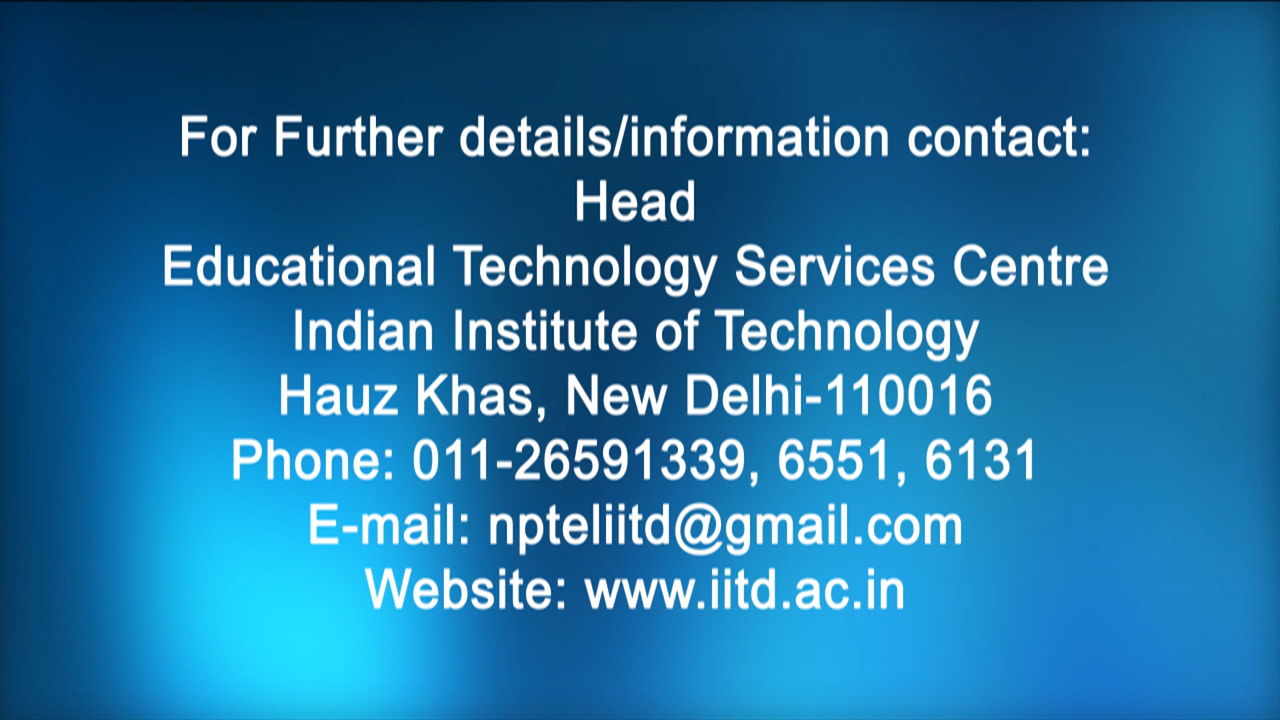 For Further details/information contact:
Head
Educational Technology Services Centre
Indian Institute of Technology
Hauz Khas, New Delhi-110016
Phone: 011-26591339, 6551, 6131
E-mail: npteliitd@gmail.com
Website: www.iitd.ac.in